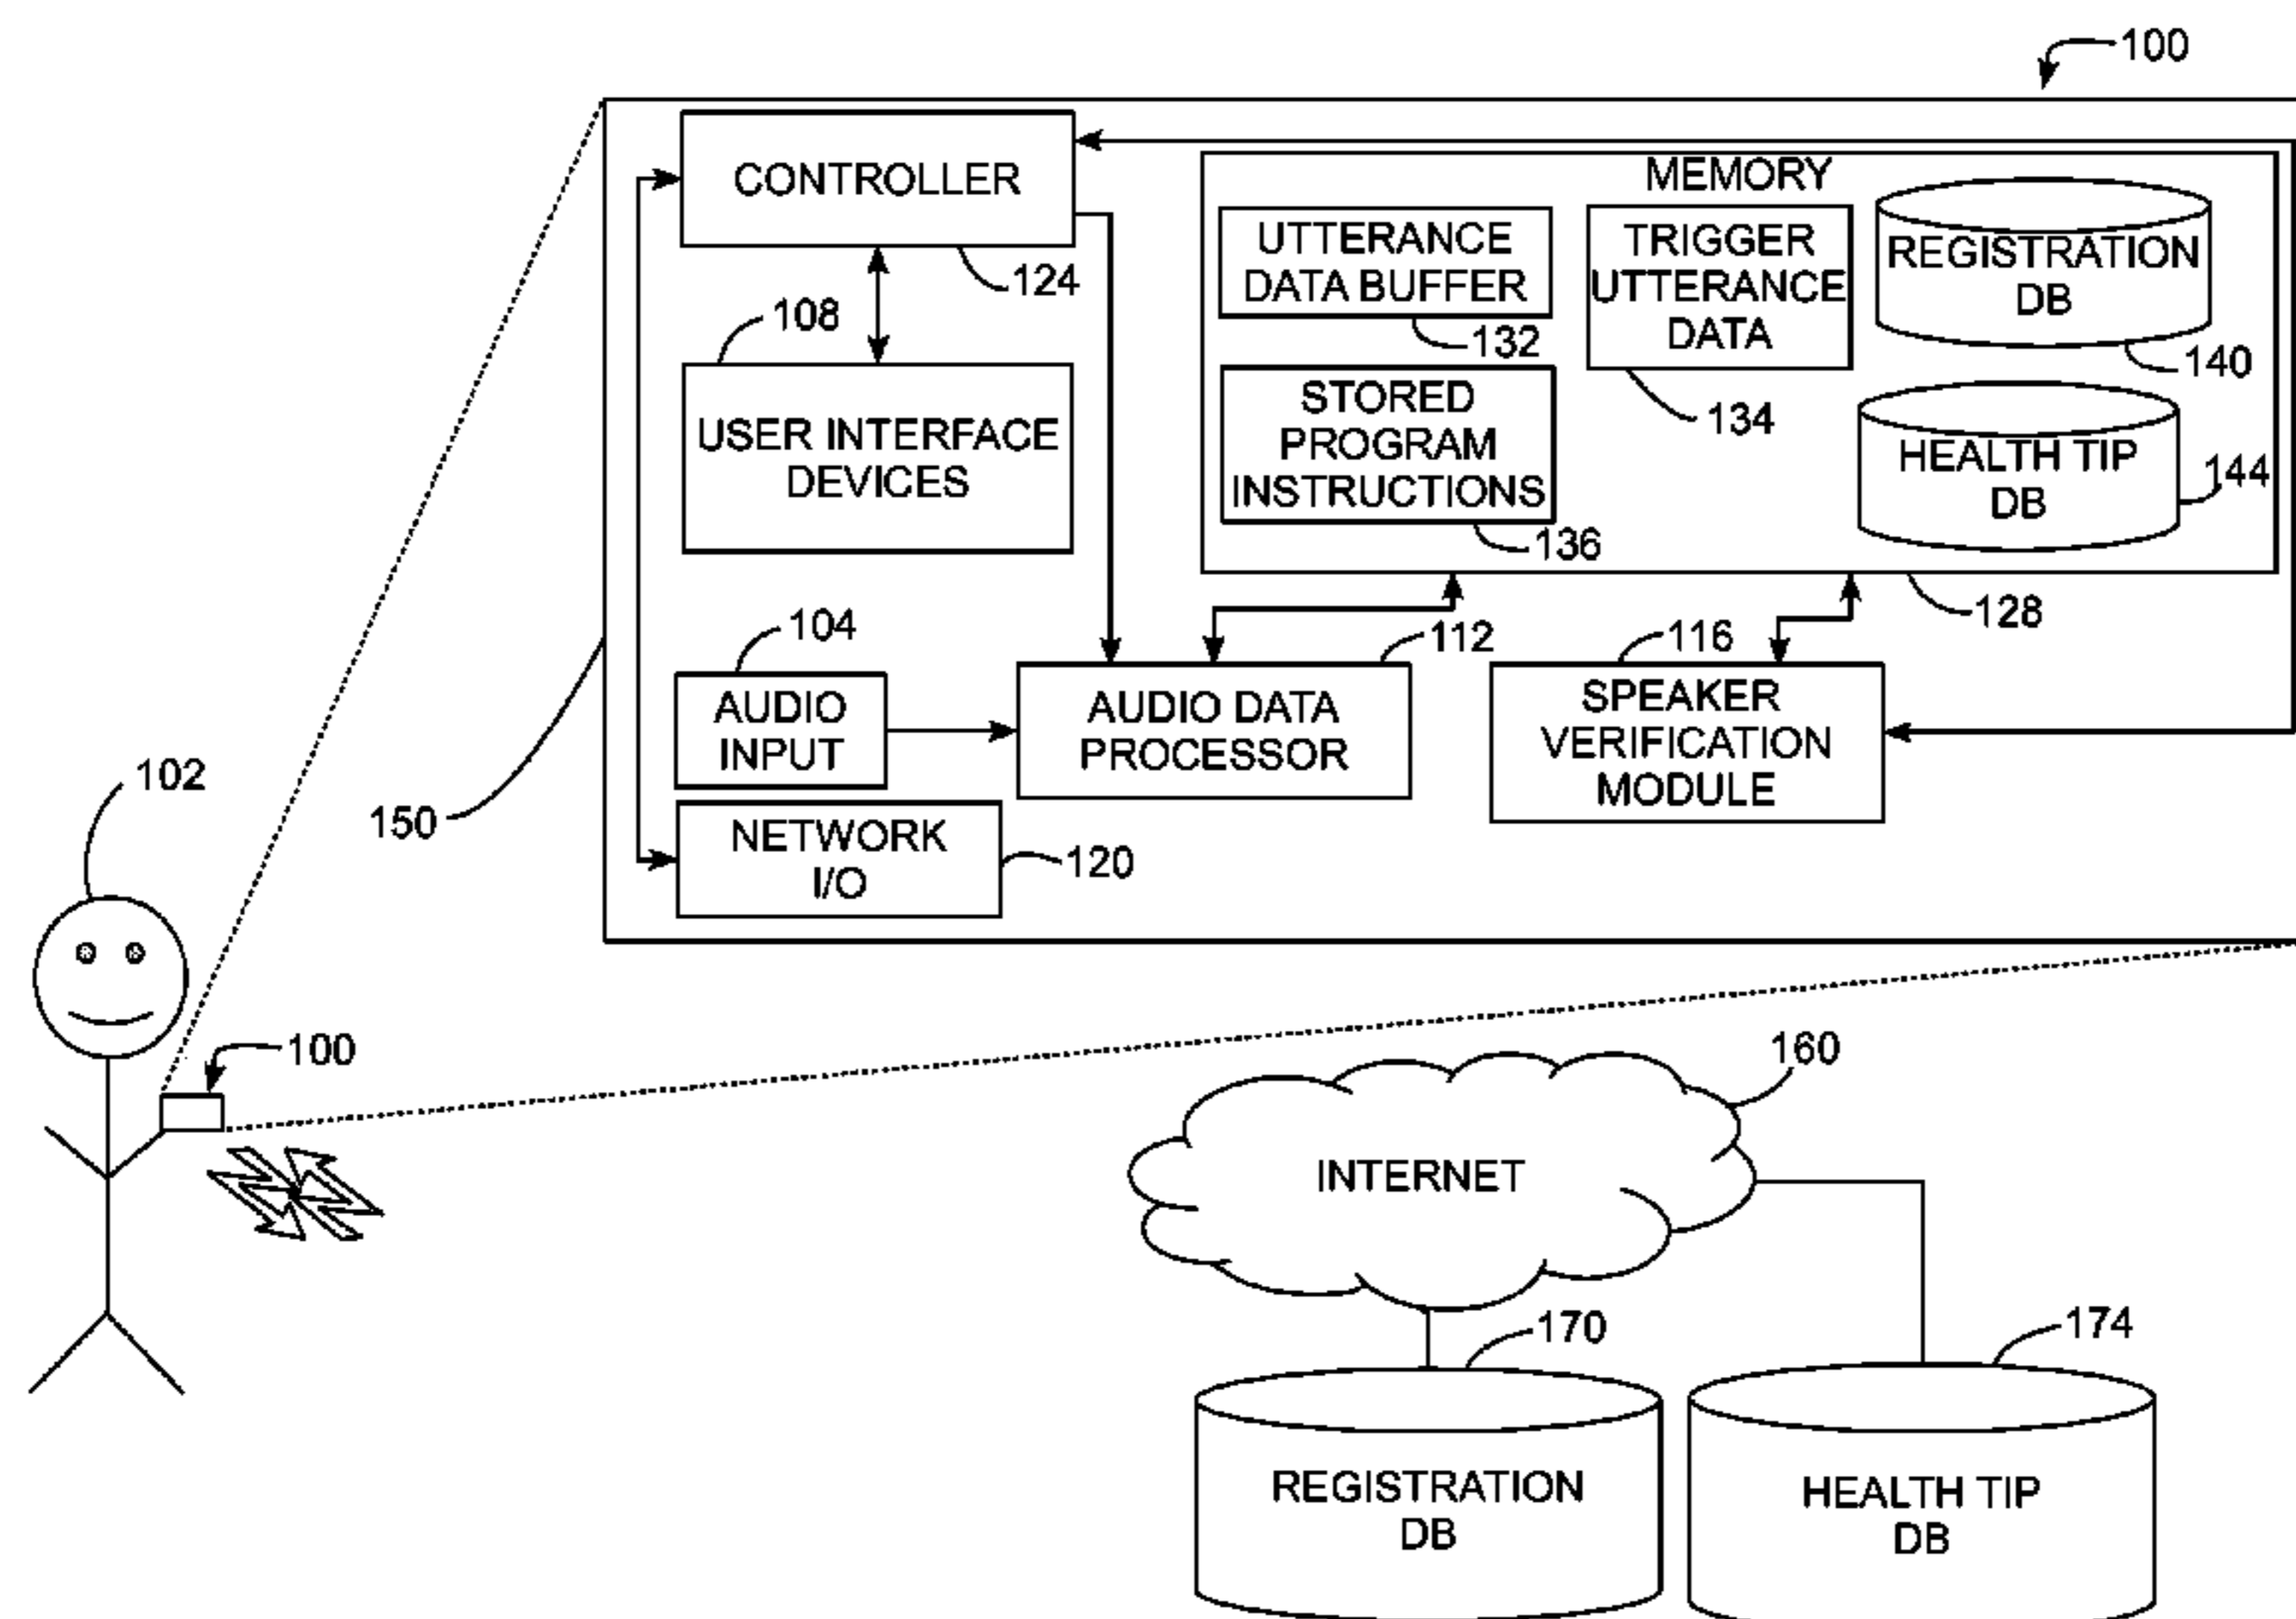 100
CONTROLLER
124
MEMORY
UTTERANCE
DATA BUFFER
132
TRIGGER
UTTERANCE
DATA
134
REGISTRATION
DB
140
108
USER INTERFACE
DEVICES
STORED
PROGRAM
INSTRUCTIONS
136
HEALTH TIP
DB
144
128
104
AUDIO
INPUT
112
AUDIO DATA
PROCESSOR
116
SPEAKER
VERIFICATION
MODULE
150
NETWORK
I/O
120
102
100
160
INTERNET
170
REGISTRATION
DB
174
HEALTH TIP
DB